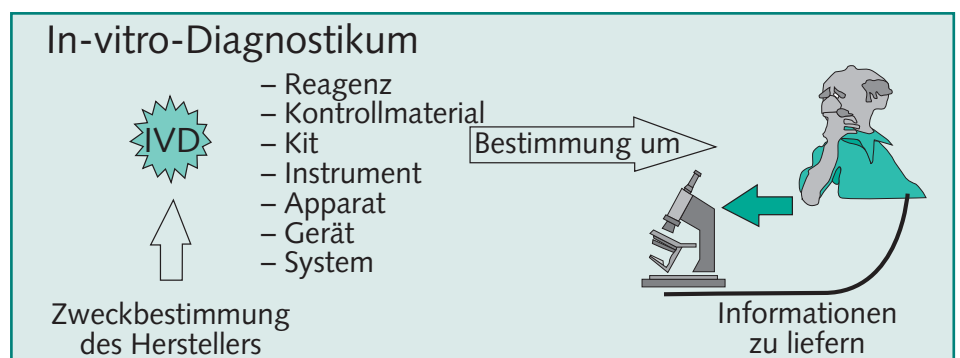 In-vitro-Diagnostikum
IVD
– Reagenz
– Kontrollmaterial
– Kit
– Instrument
– Apparat
– Gerät
– System
Bestimmung um
Zweckbestimmung
des Herstellers
Informationen
zu liefern